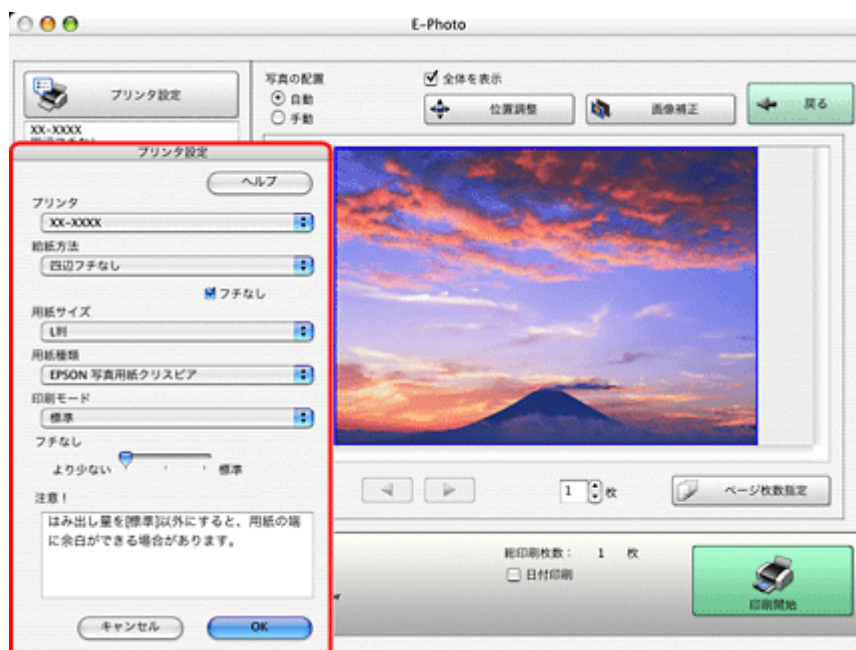 E-Photo
プリンタ設定
XX-XXXX
写真の配置
自動
手動
全体を表示
位置調整
画像補正
戻る
プリンタ設定
ヘルプ
プリンタ
XX-XXXX
給紙方法
四辺フチなし
フチなし
用紙サイズ
L判
用紙種類
EPSON 写真用紙クリスピア
印刷モード
標準
フチなし
より少ない
標準
注意！
はみ出し量を[標準]以外にすると、用紙の端
に余白ができる場合があります。
キャンセル
OK
1 枚
ページ枚数指定
総印刷枚数： 1 枚
日付印刷
印刷開始